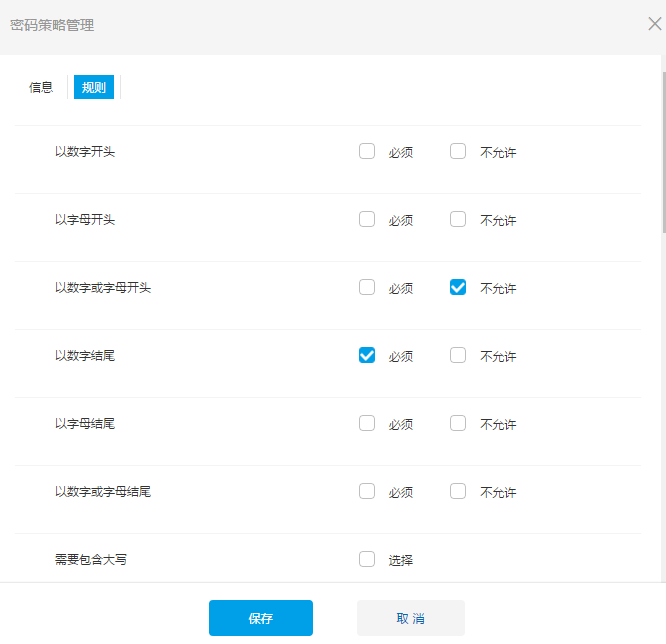 密码策略管理
信息 规则
以数字开头 必须 不允许
以字母开头 必须 不允许
以数字或字母开头 必须 不允许
以数字结尾 必须 不允许
以字母结尾 必须 不允许
以数字或字母结尾 必须 不允许
需要包含大写 选择
保存 取消